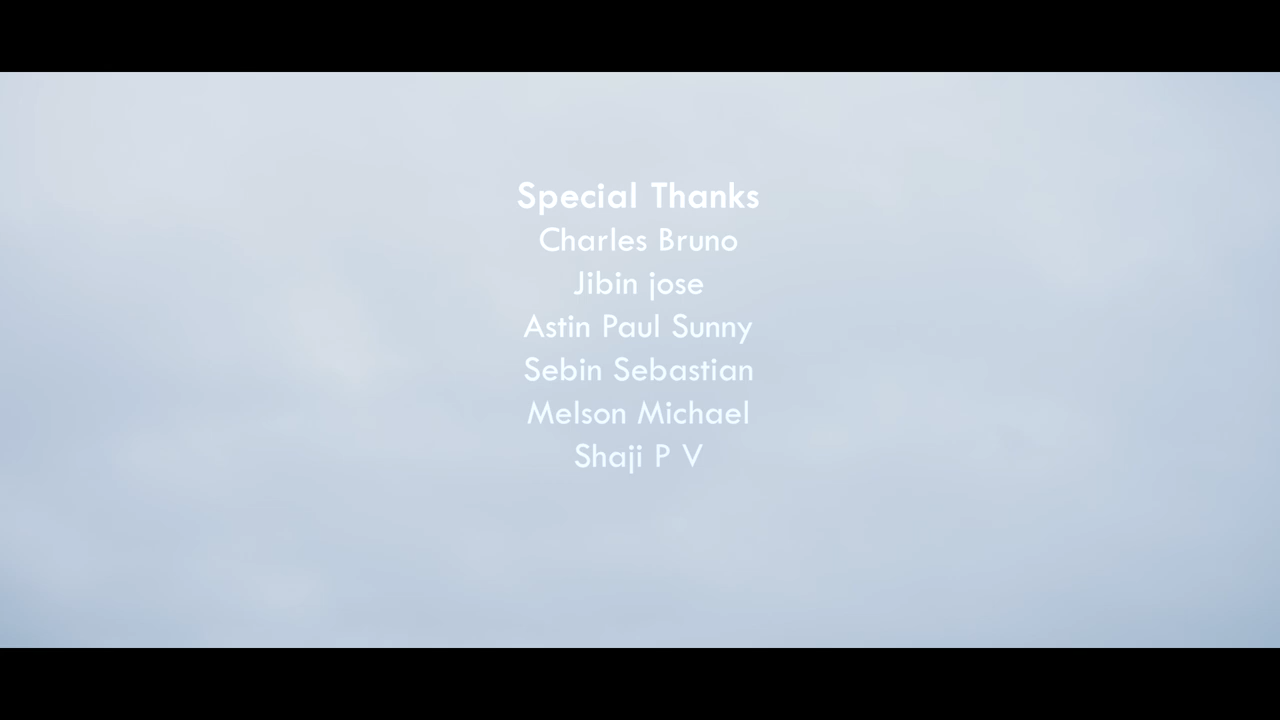 Special Thanks
Charles Bruno
Jibin jose
Astin Paul Sunny
Sebin Sebastian
Melson Michael
Shaji P V